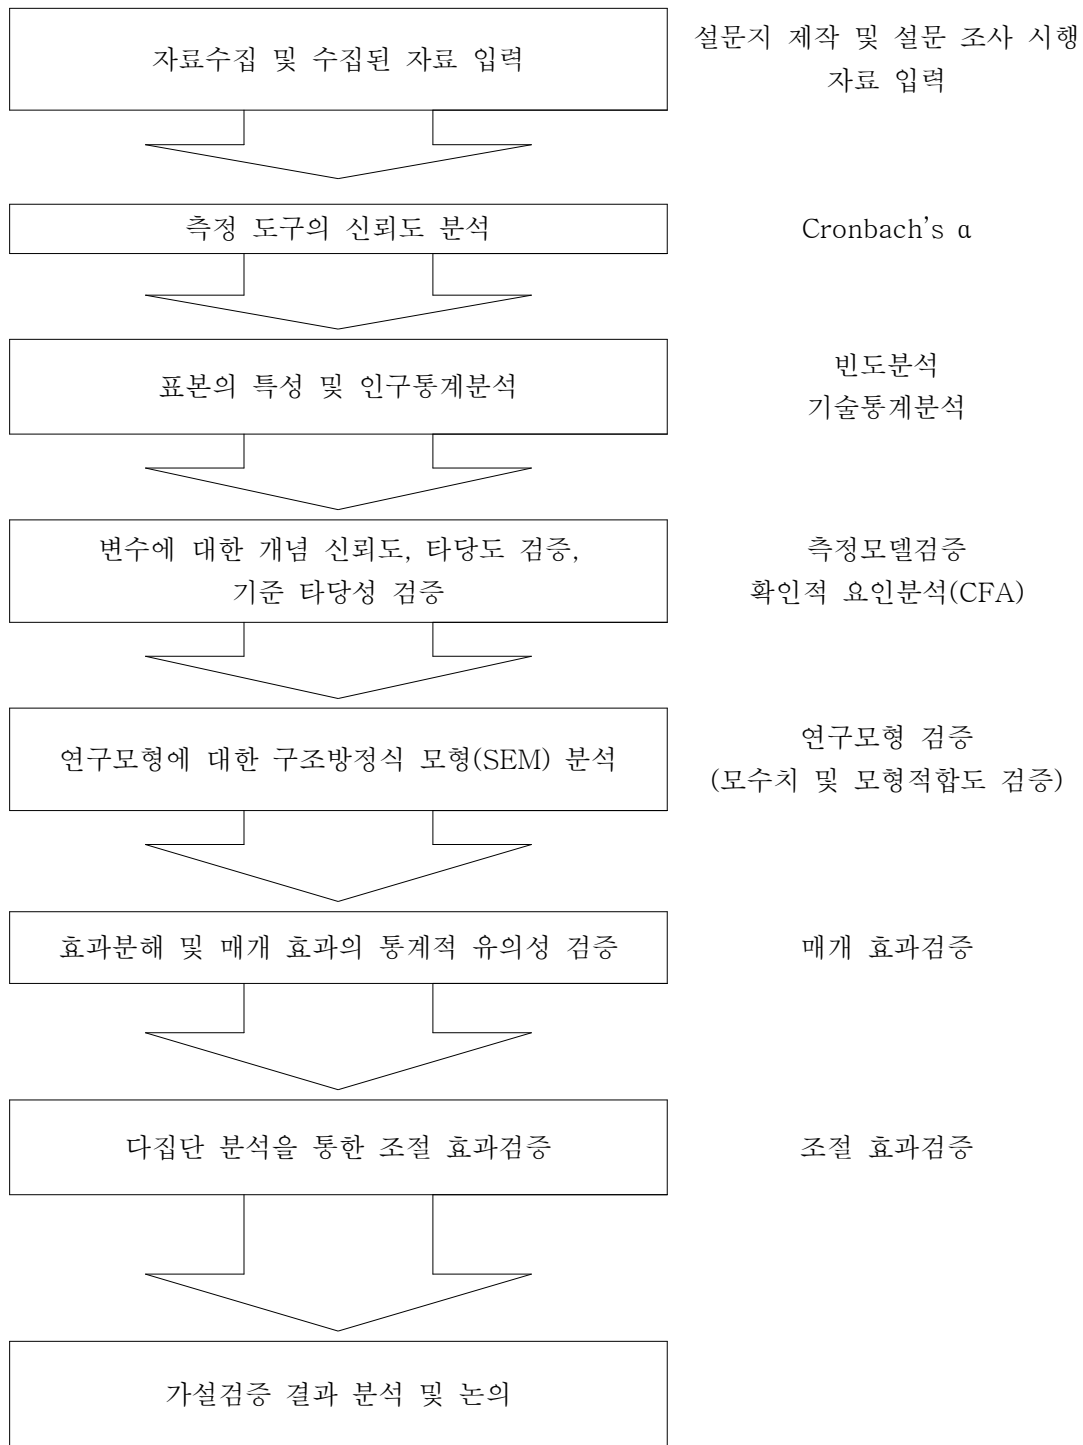 자료수집 및 수집된 자료 입력
설문지 제작 및 설문 조사 시행
자료 입력
측정 도구의 신뢰도 분석
Cronbach's α
표본의 특성 및 인구통계분석
빈도분석
기술통계분석
변수에 대한 개념 신뢰도, 타당도 검증,
기준 타당성 검증
측정모델검증
확인적 요인분석(CFA)
연구모형에 대한 구조방정식 모형(SEM) 분석
연구모형 검증
(모수치 및 모형적합도 검증)
효과분해 및 매개 효과의 통계적 유의성 검증
매개 효과검증
다집단 분석을 통한 조절 효과검증
조절 효과검증
가설검증 결과 분석 및 논의